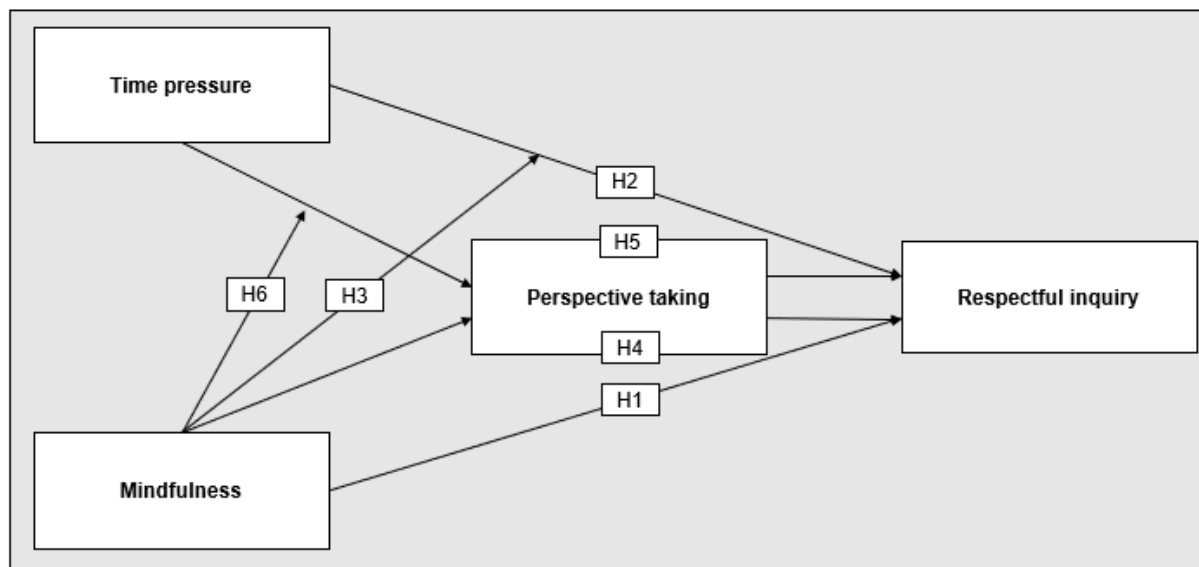 Time pressure
H2
H5
H6
H3
Perspective taking
Respectful inquiry
H4
H1
Mindfulness